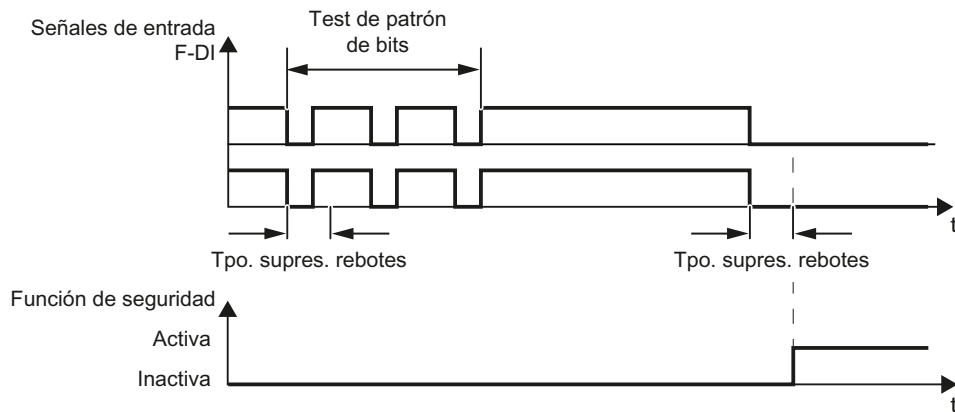 Señales de entrada
F-DI
Test de patrón
de bits
t
Tpo. supres. rebotes
Tpo. supres. rebotes
Función de seguridad
Activa
Inactiva
t